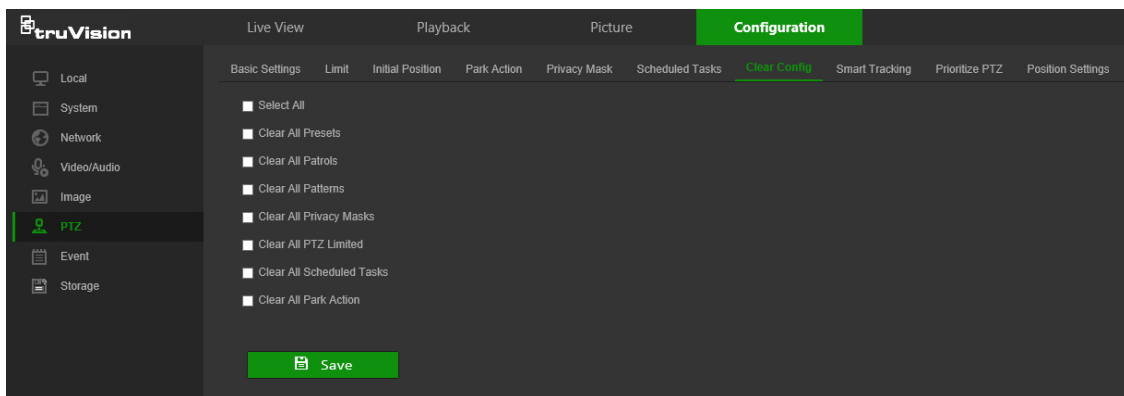 truVision
Live View Playback Picture Configuration
Local
System
Network
Video/Audio
Image
PTZ
Event
Storage
Basic Settings Limit Initial Position Park Action Privacy Mask Scheduled Tasks Clear Config Smart Tracking Prioritize PTZ Position Settings
Select All
Clear All Presets
Clear All Patrols
Clear All Patterns
Clear All Privacy Masks
Clear All PTZ Limited
Clear All Scheduled Tasks
Clear All Park Action
Save